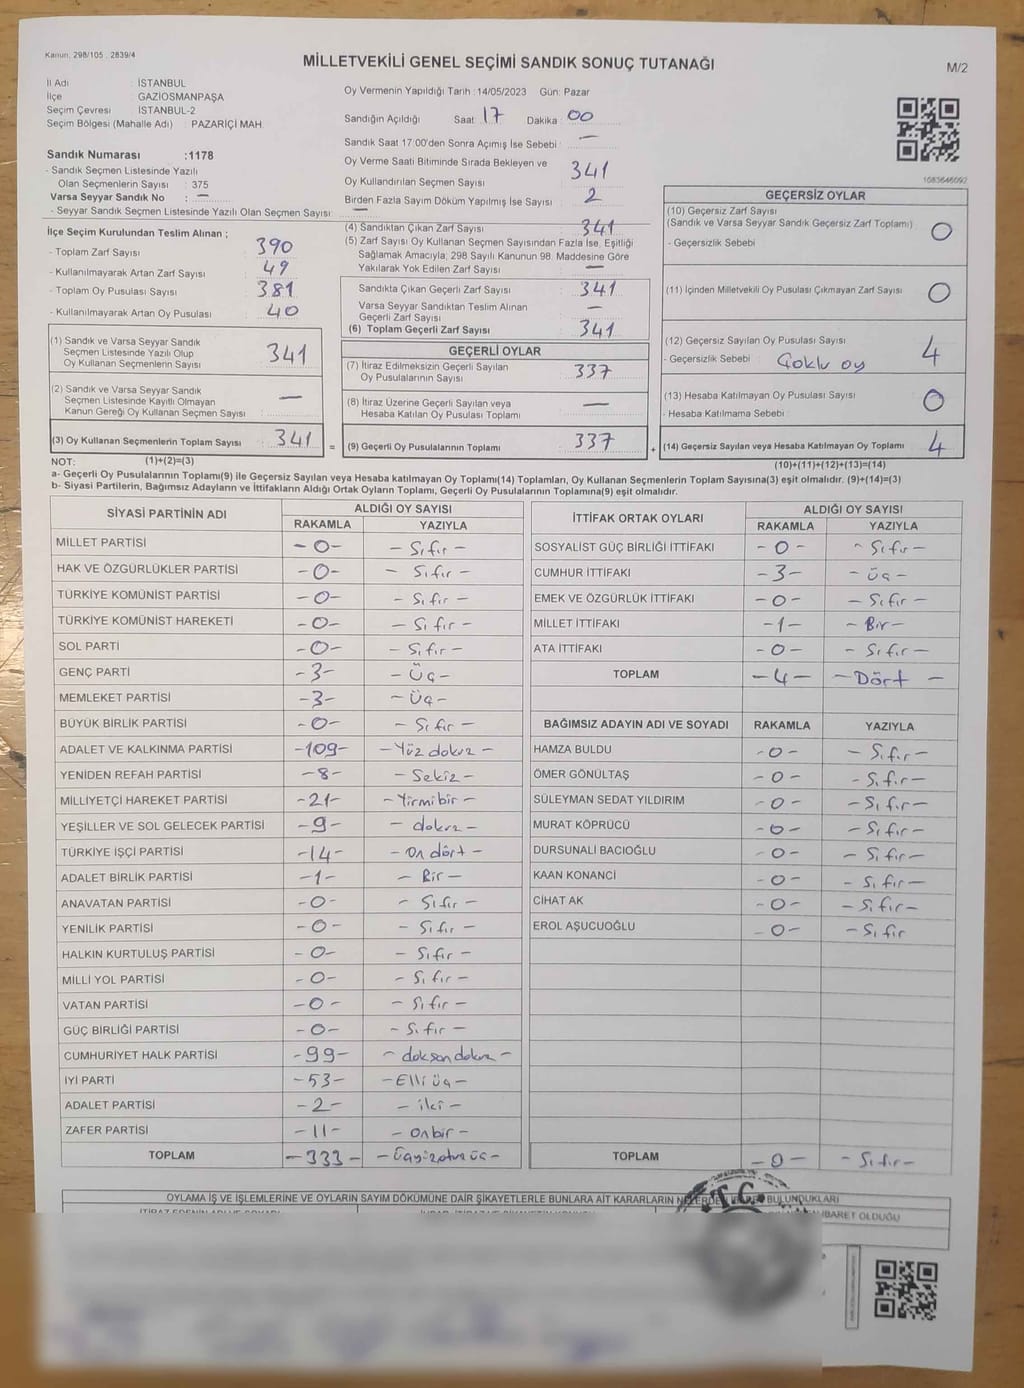 Kanun: 298/105 : 2839/4
MİLLETVEKİLİ GENEL SEÇİMİ SANDIK SONUÇ TUTANAĞI
M/2
İl Adı : İSTANBUL
İlçe : GAZİOSMANPAŞA
Seçim Çevresi : İSTANBUL-2
Seçim Bölgesi (Mahalle Adı) : PAZARİÇİ MAH.
Sandık Numarası :1178
- Sandık Seçmen Listesinde Yazılı
Olan Seçmenlerin Sayısı : 375
Varsa Seyyar Sandık No : —
- Seyyar Sandık Seçmen Listesinde Yazılı Olan Seçmen Sayısı: —
İlçe Seçim Kurulundan Teslim Alınan ;
- Toplam Zarf Sayısı : 390
- Kullanılmayarak Artan Zarf Sayısı : 49
- Toplam Oy Pusulası Sayısı : 381
- Kullanılmayarak Artan Oy Pusulası : 40
(1) Sandık ve Varsa Seyyar Sandık
Seçmen Listesinde Yazılı Olup
Oy Kullanan Seçmenlerin Sayısı : 341
(2) Sandık ve Varsa Seyyar Sandık
Seçmen Listesinde Kayıtlı Olmayan
Kanun Gereği Oy Kullanan Seçmen Sayısı : —
(3) Oy Kullanan Seçmenlerin Toplam Sayısı : 341 =
(1)+(2)=(3)
Oy Vermenin Yapıldığı Tarih :14/05/2023 Gün: Pazar
Sandığın Açıldığı Saat 17 Dakika 00
Sandık Saat 17:00'den Sonra Açımış İse Sebebi : —
Oy Verme Saati Bitiminde Sırada Bekleyen ve
Oy Kullandırılan Seçmen Sayısı 341
Birden Fazla Sayım Döküm Yapılmış İse Sayısı 2
(4) Sandıktan Çıkan Zarf Sayısı : 341
(5) Zarf Sayısı Oy Kullanan Seçmen Sayısından Fazla İse, Eşitliği
Sağlamak Amacıyla; 298 Sayılı Kanunun 98. Maddesine Göre
Yakılarak Yok Edilen Zarf Sayısı : —
Sandıkta Çıkan Geçerli Zarf Sayısı : 341
Varsa Seyyar Sandıktan Teslim Alınan
Geçerli Zarf Sayısı : —
(6) Toplam Geçerli Zarf Sayısı : 341
GEÇERLİ OYLAR
(7) İtiraz Edilmeksizin Geçerli Sayılan
Oy Pusulalarının Sayısı : 337
(8) İtiraz Üzerine Geçerli Sayılan veya
Hesaba Katılan Oy Pusulası Toplamı : —
(9) Geçerli Oy Pusulalarının Toplamı : 337 +
1083646092
GEÇERSİZ OYLAR
(10) Geçersiz Zarf Sayısı
(Sandık ve Varsa Seyyar Sandık Geçersiz Zarf Toplamı) : 0
- Geçersizlik Sebebi :
(11) İçinden Milletvekili Oy Pusulası Çıkmayan Zarf Sayısı : 0
(12) Geçersiz Sayılan Oy Pusulası Sayısı : 4
- Geçersizlik Sebebi : Çoklu oy
(13) Hesaba Katılmayan Oy Pusulası Sayısı : 0
- Hesaba Katılmama Sebebi :
(14) Geçersiz Sayılan veya Hesaba Katılmayan Oy Toplamı : 4
(10)+(11)+(12)+(13)=(14)
NOT:
a- Geçerli Oy Pusulalarının Toplamı(9) ile Geçersiz Sayılan veya Hesaba katılmayan Oy Toplamı(14) Toplamları, Oy Kullanan Seçmenlerin Toplam Sayısına(3) eşit olmalıdır. (9)+(14)=(3)
b- Siyasi Partilerin, Bağımsız Adayların ve İttifakların Aldığı Ortak Oyların Toplamı, Geçerli Oy Pusulalarının Toplamına(9) eşit olmalıdır.
SİYASİ PARTİNİN ADI ALDIĞI OY SAYISI
RAKAMLA YAZIYLA
MİLLET PARTİSİ -0- - Sıfır -
HAK VE ÖZGÜRLÜKLER PARTİSİ -0- - Sıfır -
TÜRKİYE KOMÜNİST PARTİSİ -0- - Sıfır -
TÜRKİYE KOMÜNİST HAREKETİ -0- - Sıfır -
SOL PARTİ -0- - Sıfır -
GENÇ PARTİ -3- - Üç -
MEMLEKET PARTİSİ -3- - Üç -
BÜYÜK BİRLİK PARTİSİ -0- - Sıfır -
ADALET VE KALKINMA PARTİSİ -109- - Yüz dokuz -
YENİDEN REFAH PARTİSİ -8- - Sekiz -
MİLLİYETÇİ HAREKET PARTİSİ -21- - Yirmibir -
YEŞİLLER VE SOL GELECEK PARTİSİ -9- - dokuz -
TÜRKİYE İŞÇİ PARTİSİ -14- - On dört -
ADALET BİRLİK PARTİSİ -1- - Bir -
ANAVATAN PARTİSİ -0- - Sıfır -
YENİLİK PARTİSİ -0- - Sıfır -
HALKIN KURTULUŞ PARTİSİ -0- - Sıfır -
MİLLİ YOL PARTİSİ -0- - Sıfır -
VATAN PARTİSİ -0- - Sıfır -
GÜÇ BİRLİĞİ PARTİSİ -0- - Sıfır -
CUMHURİYET HALK PARTİSİ -99- - doksan dokuz -
İYİ PARTİ -53- - Elli üç -
ADALET PARTİSİ -2- - iki -
ZAFER PARTİSİ -11- - Onbir -
TOPLAM -333- - Üçyüzotuz üç -
İTTİFAK ORTAK OYLARI ALDIĞI OY SAYISI
RAKAMLA YAZIYLA
SOSYALİST GÜÇ BİRLİĞİ İTTİFAKI -0- - Sıfır -
CUMHUR İTTİFAKI -3- - Üç -
EMEK VE ÖZGÜRLÜK İTTİFAKI -0- - Sıfır -
MİLLET İTTİFAKI -1- - Bir -
ATA İTTİFAKI -0- - Sıfır -
TOPLAM -4- - Dört -
BAĞIMSIZ ADAYIN ADI VE SOYADI RAKAMLA YAZIYLA
HAMZA BULDU -0- - Sıfır -
ÖMER GÖNÜLTAŞ -0- - Sıfır -
SÜLEYMAN SEDAT YILDIRIM -0- - Sıfır -
MURAT KÖPRÜCÜ -0- - Sıfır -
DURSUNALİ BACIOĞLU -0- - Sıfır -
KAAN KONANCİ -0- - Sıfır -
CİHAT AK -0- - Sıfır -
EROL AŞUCUOĞLU -0- - Sıfır
TOPLAM -0- - Sıfır -
OYLAMA İŞ VE İŞLEMLERİNE VE OYLARIN SAYIM DÖKÜMÜNE DAİR ŞİKAYETLERLE BUNLARA AİT KARARLARIN NELERDEN İBARET BULUNDUKLARI
İBARET OLDUĞU
T.C.